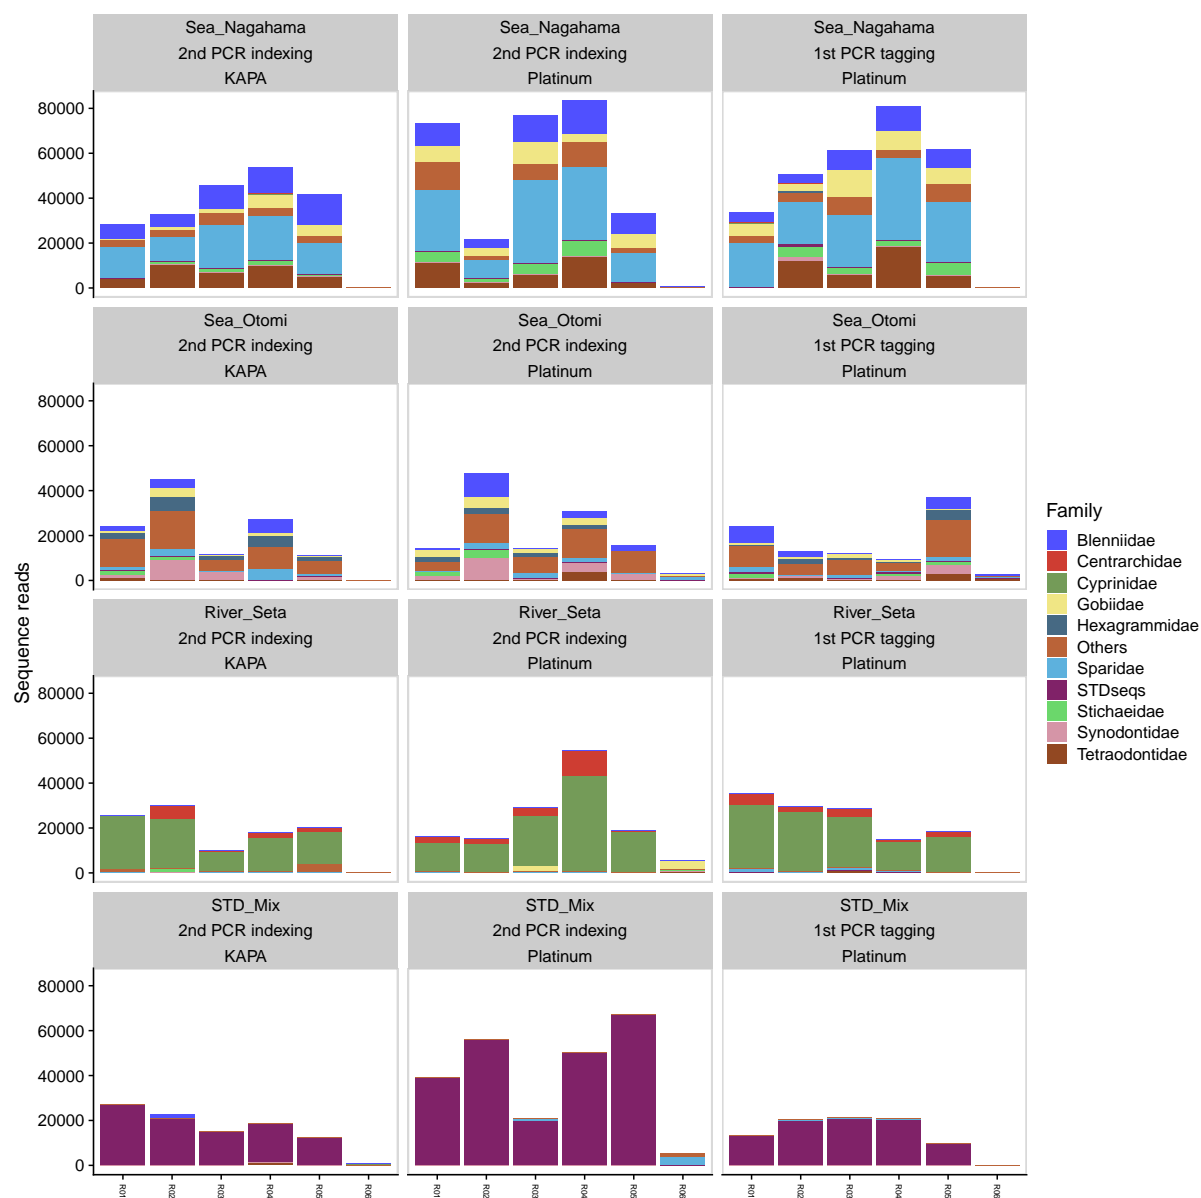 Sea_Nagahama
2nd PCR indexing
KAPA
Sea_Nagahama
2nd PCR indexing
Platinum
Sea_Nagahama
1st PCR tagging
Platinum
80000
60000
40000
20000
0
Sea_Otomi
2nd PCR indexing
KAPA
Sea_Otomi
2nd PCR indexing
Platinum
Sea_Otomi
1st PCR tagging
Platinum
80000
60000
40000
20000
0
River_Seta
2nd PCR indexing
KAPA
River_Seta
2nd PCR indexing
Platinum
River_Seta
1st PCR tagging
Platinum
80000
60000
40000
20000
0
STD_Mix
2nd PCR indexing
KAPA
STD_Mix
2nd PCR indexing
Platinum
STD_Mix
1st PCR tagging
Platinum
80000
60000
40000
20000
0
R01 R02 R03 R04 R05 R06
R01 R02 R03 R04 R05 R06
R01 R02 R03 R04 R05 R06
Sequence reads
Family
Blenniidae
Centrarchidae
Cyprinidae
Gobiidae
Hexagrammidae
Others
Sparidae
STDseqs
Stichaeidae
Synodontidae
Tetraodontidae